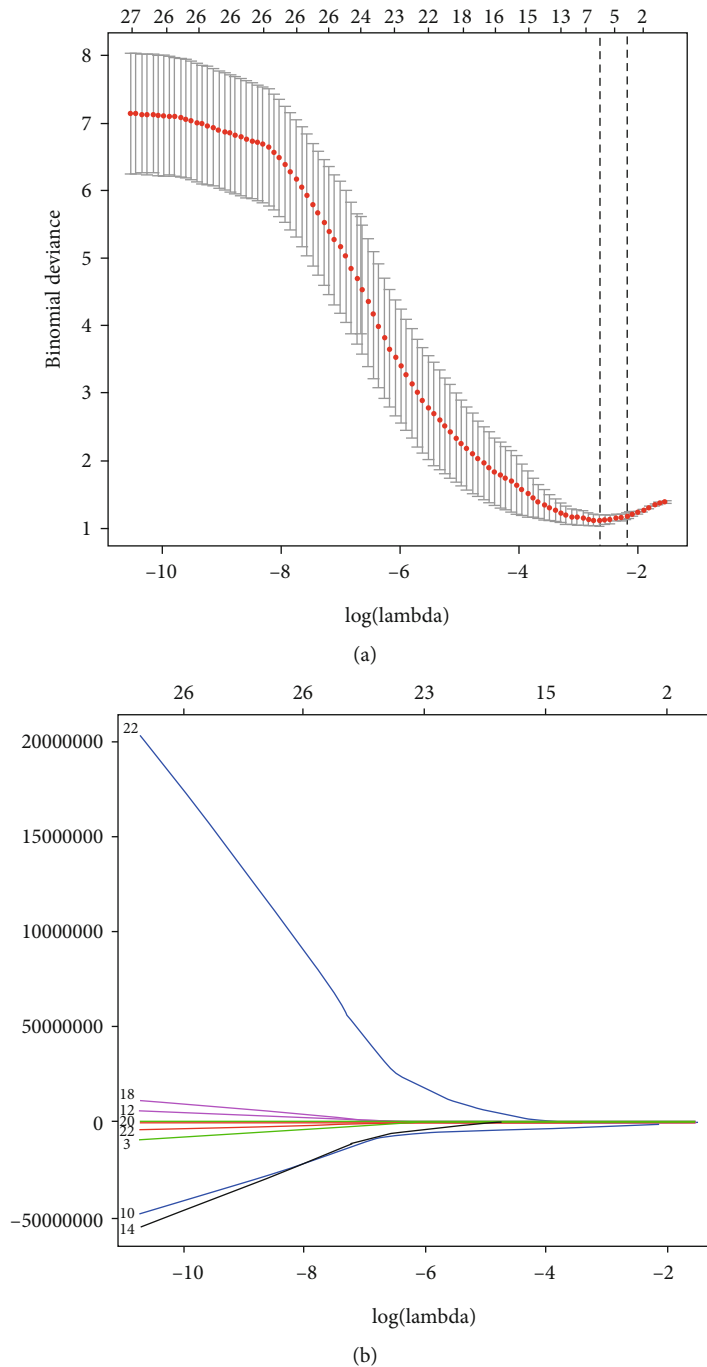 27 26 26 26 26 26 26 24 23 22 18 16 15 13 7 5 2
8
7
6
5
4
3
2
1
Binomial deviance
−10 −8 −6 −4 −2
log(lambda)
(a)
26 26 23 15 2
20000000
15000000
10000000
50000000
0
−50000000
22
18
12
20
22
3
10
14
−10 −8 −6 −4 −2
log(lambda)
(b)